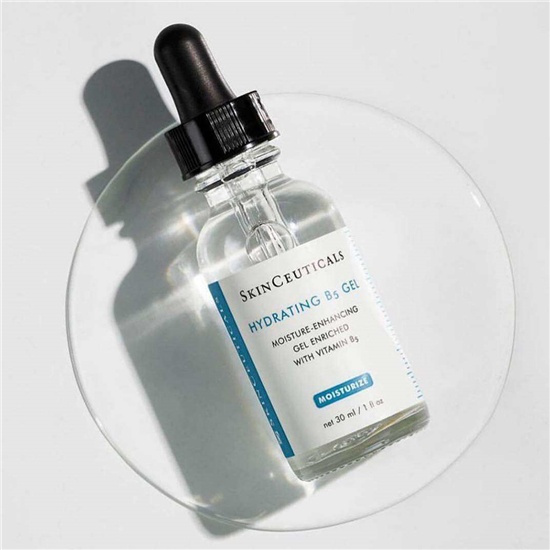 SKINCEUTICALS
HYDRATING B5 GEL
MOISTURE-ENHANCING
GEL ENRICHED
WITH VITAMIN B5
MOISTURIZE
net 30 ml / 1 fl oz